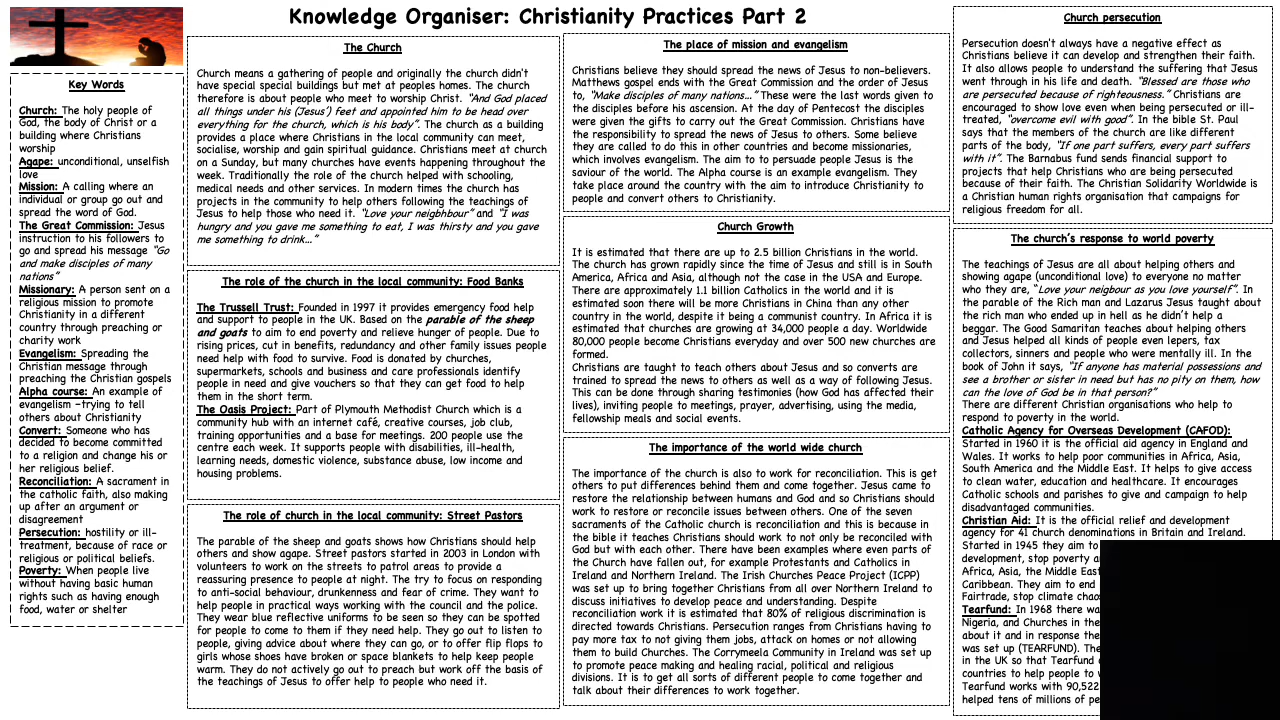 Knowledge Organiser: Christianity Practices Part 2
Key Words
Church: The holy people of
God, the body of Christ or a
building where Christians
worship
Agape: unconditional, unselfish
love
Mission: A calling where an
individual or group go out and
spread the word of God.
The Great Commission: Jesus
instruction to his followers to
go and spread his message "Go
and make disciples of many
nations"
Missionary: A person sent on a
religious mission to promote
Christianity in a different
country through preaching or
charity work
Evangelism: Spreading the
Christian message through
preaching the Christian gospels
Alpha course: An example of
evangelism –trying to tell
others about Christianity
Convert: Someone who has
decided to become committed
to a religion and change his or
her religious belief.
Reconciliation: A sacrament in
the catholic faith, also making
up after an argument or
disagreement
Persecution: hostility or ill-
treatment, because of race or
religious or political beliefs.
Poverty: When people live
without having basic human
rights such as having enough
food, water or shelter
The Church
Church means a gathering of people and originally the church didn't
have special special buildings but met at peoples homes. The church
therefore is about people who meet to worship Christ. "And God placed
all things under his (Jesus') feet and appointed him to be head over
everything for the church, which is his body". The church as a building
provides a place where Christians in the local community can meet,
socialise, worship and gain spiritual guidance. Christians meet at church
on a Sunday, but many churches have events happening throughout the
week. Traditionally the role of the church helped with schooling,
medical needs and other services. In modern times the church has
projects in the community to help others following the teachings of
Jesus to help those who need it. "Love your neighbhour" and "I was
hungry and you gave me something to eat, I was thirsty and you gave
me something to drink..."
The role of the church in the local community: Food Banks
The Trussell Trust: Founded in 1997 it provides emergency food help
and support to people in the UK. Based on the parable of the sheep
and goats to aim to end poverty and relieve hunger of people. Due to
rising prices, cut in benefits, redundancy and other family issues people
need help with food to survive. Food is donated by churches,
supermarkets, schools and business and care professionals identify
people in need and give vouchers so that they can get food to help
them in the short term.
The Oasis Project: Part of Plymouth Methodist Church which is a
community hub with an internet café, creative courses, job club,
training opportunities and a base for meetings. 200 people use the
centre each week. It supports people with disabilities, ill-health,
learning needs, domestic violence, substance abuse, low income and
housing problems.
The role of church in the local community: Street Pastors
The parable of the sheep and goats shows how Christians should help
others and show agape. Street pastors started in 2003 in London with
volunteers to work on the streets to patrol areas to provide a
reassuring presence to people at night. The try to focus on responding
to anti-social behaviour, drunkenness and fear of crime. They want to
help people in practical ways working with the council and the police.
They wear blue reflective uniforms to be seen so they can be spotted
for people to come to them if they need help. They go out to listen to
people, giving advice about where they can go, or to offer flip flops to
girls whose shoes have broken or space blankets to help keep people
warm. They do not actively go out to preach but work off the basis of
the teachings of Jesus to offer help to people who need it.
The place of mission and evangelism
Christians believe they should spread the news of Jesus to non-believers.
Matthews gospel ends with the Great Commission and the order of Jesus
to, "Make disciples of many nations..." These were the last words given to
the disciples before his ascension. At the day of Pentecost the disciples
were given the gifts to carry out the Great Commission. Christians have
the responsibility to spread the news of Jesus to others. Some believe
they are called to do this in other countries and become missionaries,
which involves evangelism. The aim to to persuade people Jesus is the
saviour of the world. The Alpha course is an example evangelism. They
take place around the country with the aim to introduce Christianity to
people and convert others to Christianity.
Church Growth
It is estimated that there are up to 2.5 billion Christians in the world.
The church has grown rapidly since the time of Jesus and still is in South
America, Africa and Asia, although not the case in the USA and Europe.
There are approximately 1.1 billion Catholics in the world and it is
estimated soon there will be more Christians in China than any other
country in the world, despite it being a communist country. In Africa it is
estimated that churches are growing at 34,000 people a day. Worldwide
80,000 people become Christians everyday and over 500 new churches are
formed.
Christians are taught to teach others about Jesus and so converts are
trained to spread the news to others as well as a way of following Jesus.
This can be done through sharing testimonies (how God has affected their
lives), inviting people to meetings, prayer, advertising, using the media,
fellowship meals and social events.
The importance of the world wide church
The importance of the church is also to work for reconciliation. This is get
others to put differences behind them and come together. Jesus came to
restore the relationship between humans and God and so Christians should
work to restore or reconcile issues between others. One of the seven
sacraments of the Catholic church is reconciliation and this is because in
the bible it teaches Christians should work to not only be reconciled with
God but with each other. There have been examples where even parts of
the Church have fallen out, for example Protestants and Catholics in
Ireland and Northern Ireland. The Irish Churches Peace Project (ICPP)
was set up to bring together Christians from all over Northern Ireland to
discuss initiatives to develop peace and understanding. Despite
reconciliation work it is estimated that 80% of religious discrimination is
directed towards Christians. Persecution ranges from Christians having to
pay more tax to not giving them jobs, attack on homes or not allowing
them to build Churches. The Corrymeela Community in Ireland was set up
to promote peace making and healing racial, political and religious
divisions. It is to get all sorts of different people to come together and
talk about their differences to work together.
Church persecution
Persecution doesn't always have a negative effect as
Christians believe it can develop and strengthen their faith.
It also allows people to understand the suffering that Jesus
went through in his life and death. "Blessed are those who
are persecuted because of righteousness." Christians are
encouraged to show love even when being persecuted or ill-
treated, "overcome evil with good". In the bible St. Paul
says that the members of the church are like different
parts of the body, "If one part suffers, every part suffers
with it". The Barnabus fund sends financial support to
projects that help Christians who are being persecuted
because of their faith. The Christian Solidarity Worldwide is
a Christian human rights organisation that campaigns for
religious freedom for all.
The church's response to world poverty
The teachings of Jesus are all about helping others and
showing agape (unconditional love) to everyone no matter
who they are, "Love your neigbour as you love yourself". In
the parable of the Rich man and Lazarus Jesus taught about
the rich man who ended up in hell as he didn't help a
beggar. The Good Samaritan teaches about helping others
and Jesus helped all kinds of people even lepers, tax
collectors, sinners and people who were mentally ill. In the
book of John it says, "If anyone has material possessions and
see a brother or sister in need but has no pity on them, how
can the love of God be in that person?"
There are different Christian organisations who help to
respond to poverty in the world.
Catholic Agency for Overseas Development (CAFOD):
Started in 1960 it is the official aid agency in England and
Wales. It works to help poor communities in Africa, Asia,
South America and the Middle East. It helps to give access
to clean water, education and healthcare. It encourages
Catholic schools and parishes to give and campaign to help
disadvantaged communities.
Christian Aid: It is the official relief and development
agency for 41 church denominations in Britain and Ireland.
Started in 1945 they aim to
development, stop poverty
Africa, Asia, the Middle East
Caribbean. They aim to end
Fairtrade, stop climate
Tearfund: In 1968 there
Nigeria, and Churches in the
about it and in response the
was set up (TEARFUND).
in the UK so that Tearfund
countries to help people to
Tearfund works with 90,522
helped tens of millions of